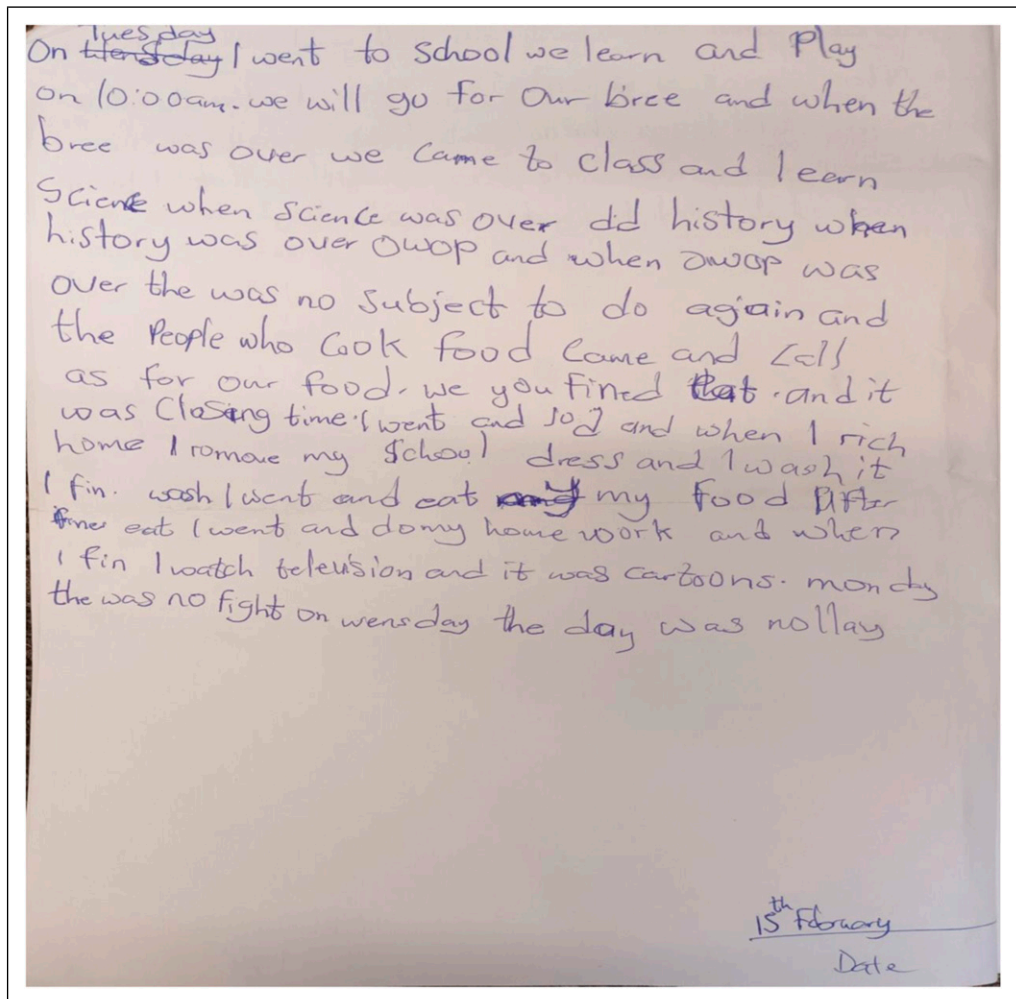 On Tuesday I went to School we learn and Play
on 10:00am. we will go for Our bree and when the
bree was over we Came to class and learn
Science when Science was over did history when
history was over OWOP and when OWOP was
over the was no Subject to do again and
the People who Cook food Came and Call
as for our food. we you fined that. and it
was Closing time. I went and and when I rich
home I romove my School dress and I wash it
I fin. wash I went and eat my food After
eat I went and do my home work and when
I fin I watch television and it was cartoons. monday
the was no fight on wensday the day was
15th February
Date